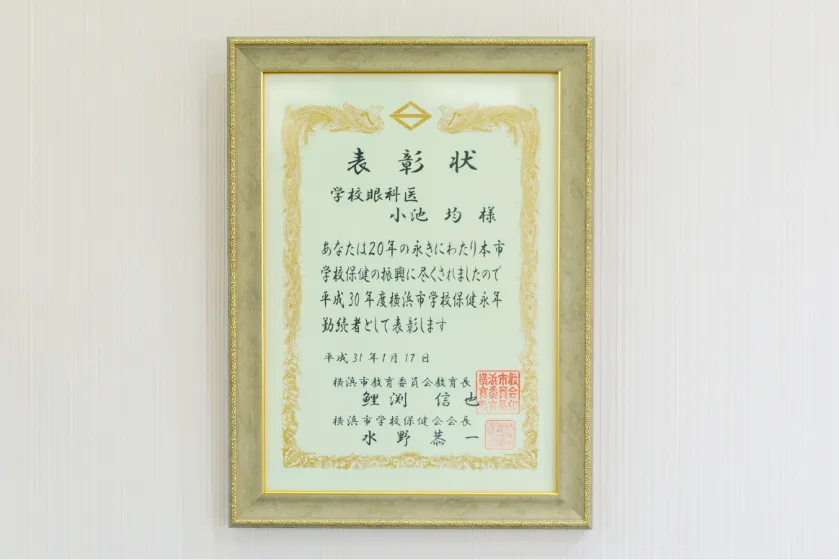 表彰状
学校眼科医
小池 均 様
あなたは20年の永きにわたり本市
学校保健の振興に尽くされましたので
平成30年度横浜市学校保健永年
勤続者として表彰します
平成31年1月17日
横浜市教育委員会教育長
鯉渕 信也
横浜市学校保健会会長
水野 恭一